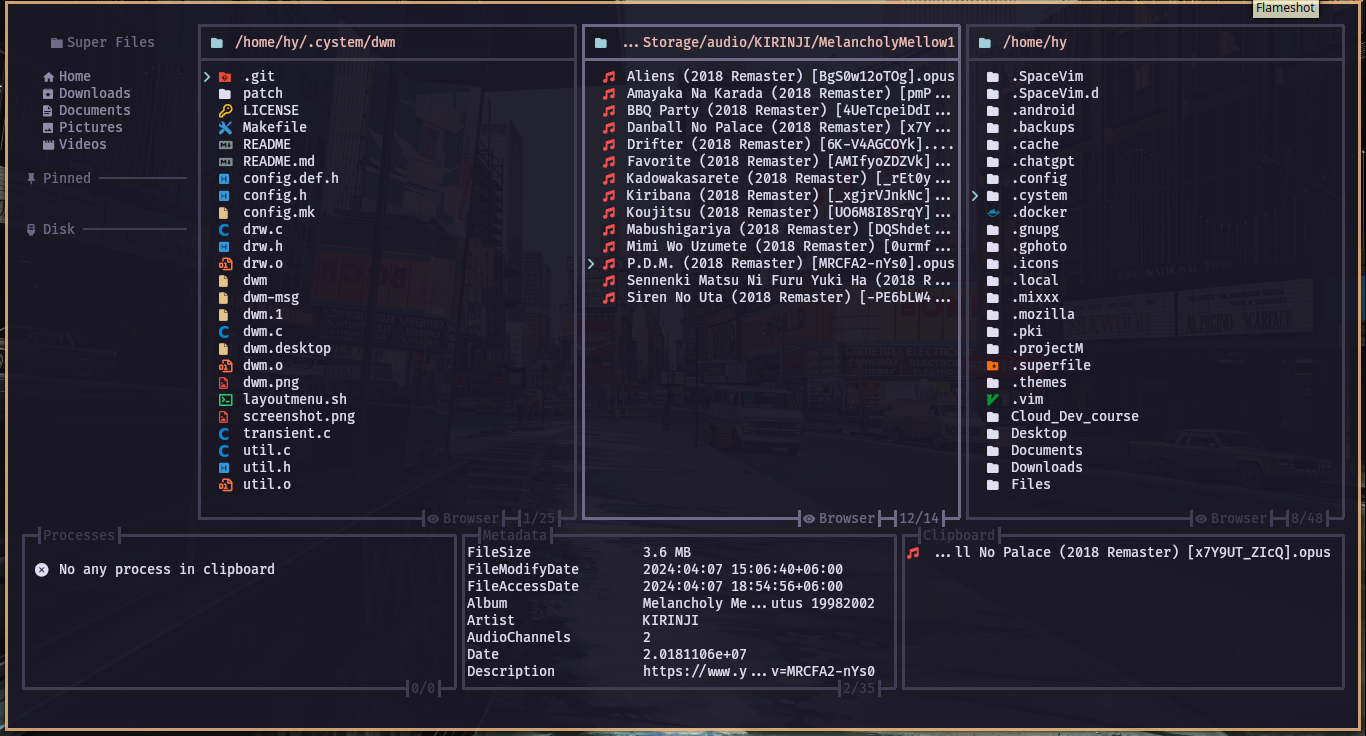 Flameshot
Super Files
Home
Downloads
Documents
Pictures
Videos
Pinned
Disk
/home/hy/.cystem/dwm
.git
patch
LICENSE
Makefile
README
README.md
config.def.h
config.h
config.mk
drw.c
drw.h
drw.o
dwm
dwm-msg
dwm.1
dwm.c
dwm.desktop
dwm.o
dwm.png
layoutmenu.sh
screenshot.png
transient.c
util.c
util.h
util.o
Browser 1/25
...Storage/audio/KIRINJI/MelancholyMellow1
Aliens (2018 Remaster) [BgS0w12oTOg].opus
Amayaka Na Karada (2018 Remaster) [pmP...
BBQ Party (2018 Remaster) [4UeTcpeiDdI...
Danball No Palace (2018 Remaster) [x7Y...
Drifter (2018 Remaster) [6K-V4AGCOYk]....
Favorite (2018 Remaster) [AMIfyoZDZVk]...
Kadowakasarete (2018 Remaster) [_rEt0y...
Kiribana (2018 Remaster) [_xgjrVJnkNc]...
Koujitsu (2018 Remaster) [UO6M8I8SrqY]...
Mabushigariya (2018 Remaster) [DQShdet...
Mimi Wo Uzumete (2018 Remaster) [0urmf...
P.D.M. (2018 Remaster) [MRCFA2-nYs0].opus
Sennenki Matsu Ni Furu Yuki Ha (2018 R...
Siren No Uta (2018 Remaster) [-PE6bLW4...
Browser 12/14
/home/hy
.SpaceVim
.SpaceVim.d
.android
.backups
.cache
.chatgpt
.config
.cystem
.docker
.gnupg
.gphoto
.icons
.local
.mixxx
.mozilla
.pki
.projectM
.superfile
.themes
.vim
Cloud_Dev_course
Desktop
Documents
Downloads
Files
Browser 8/48
Processes
No any process in clipboard
0/0
Metadata
FileSize 3.6 MB
FileModifyDate 2024:04:07 15:06:40+06:00
FileAccessDate 2024:04:07 18:54:56+06:00
Album Melancholy Me...utus 19982002
Artist KIRINJI
AudioChannels 2
Date 2.0181106e+07
Description https://www.y...v=MRCFA2-nYs0
2/35
Clipboard
...ll No Palace (2018 Remaster) [x7Y9UT_ZIcQ].opus